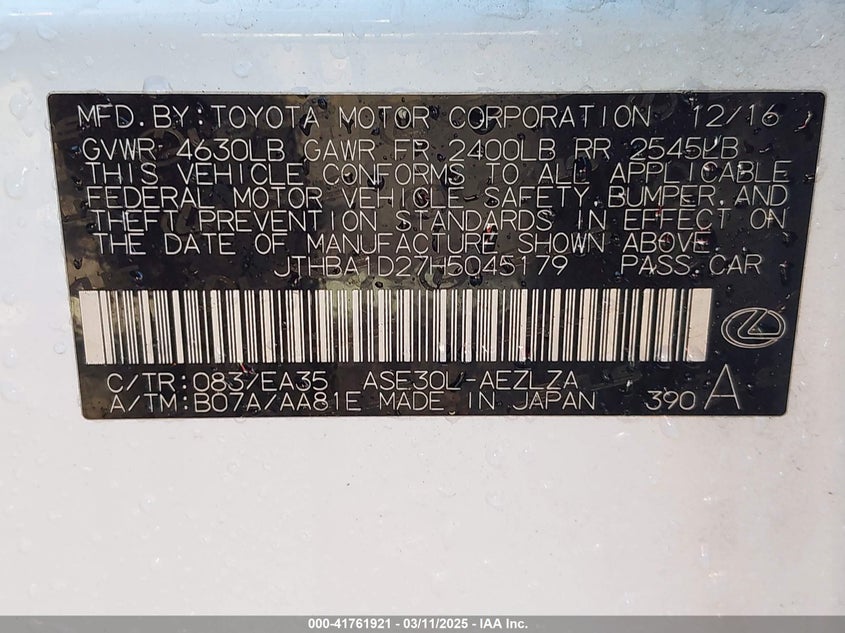 MFD.BY:TOYOTA MOTOR CORPORATION 12/16
GVWR 4630LB GAWR FR 2400LB RR 2545LB
THIS VEHICLE CONFORMS TO ALL APPLICABLE
FEDERAL MOTOR VEHICLE SAFETY,BUMPER,AND
THEFT PREVENTION STANDARDS IN EFFECT ON
THE DATE OF MANUFACTURE SHOWN ABOVE.
JTHBA1D27H5045179 PASS.CAR
C/TR:083/EA35 ASE30L-AEZLZA
A/TM:B07A/AA81E MADE IN JAPAN 390 A
000-41761921 - 03/11/2025 - IAA Inc.